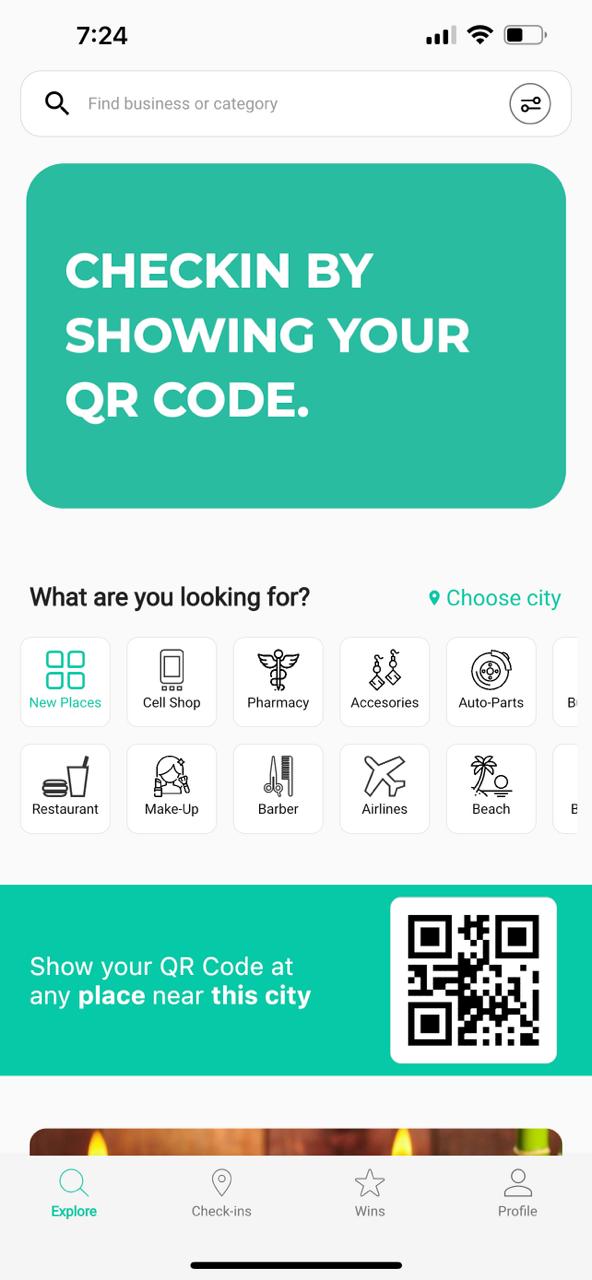 7:24
Find business or category
CHECKIN BY
SHOWING YOUR
QR CODE.
What are you looking for?
Choose city
New Places
Cell Shop
Pharmacy
Accesories
Auto-Parts
Restaurant
Make-Up
Barber
Airlines
Beach
Show your QR Code at
any place near this city
Explore
Check-ins
Wins
Profile